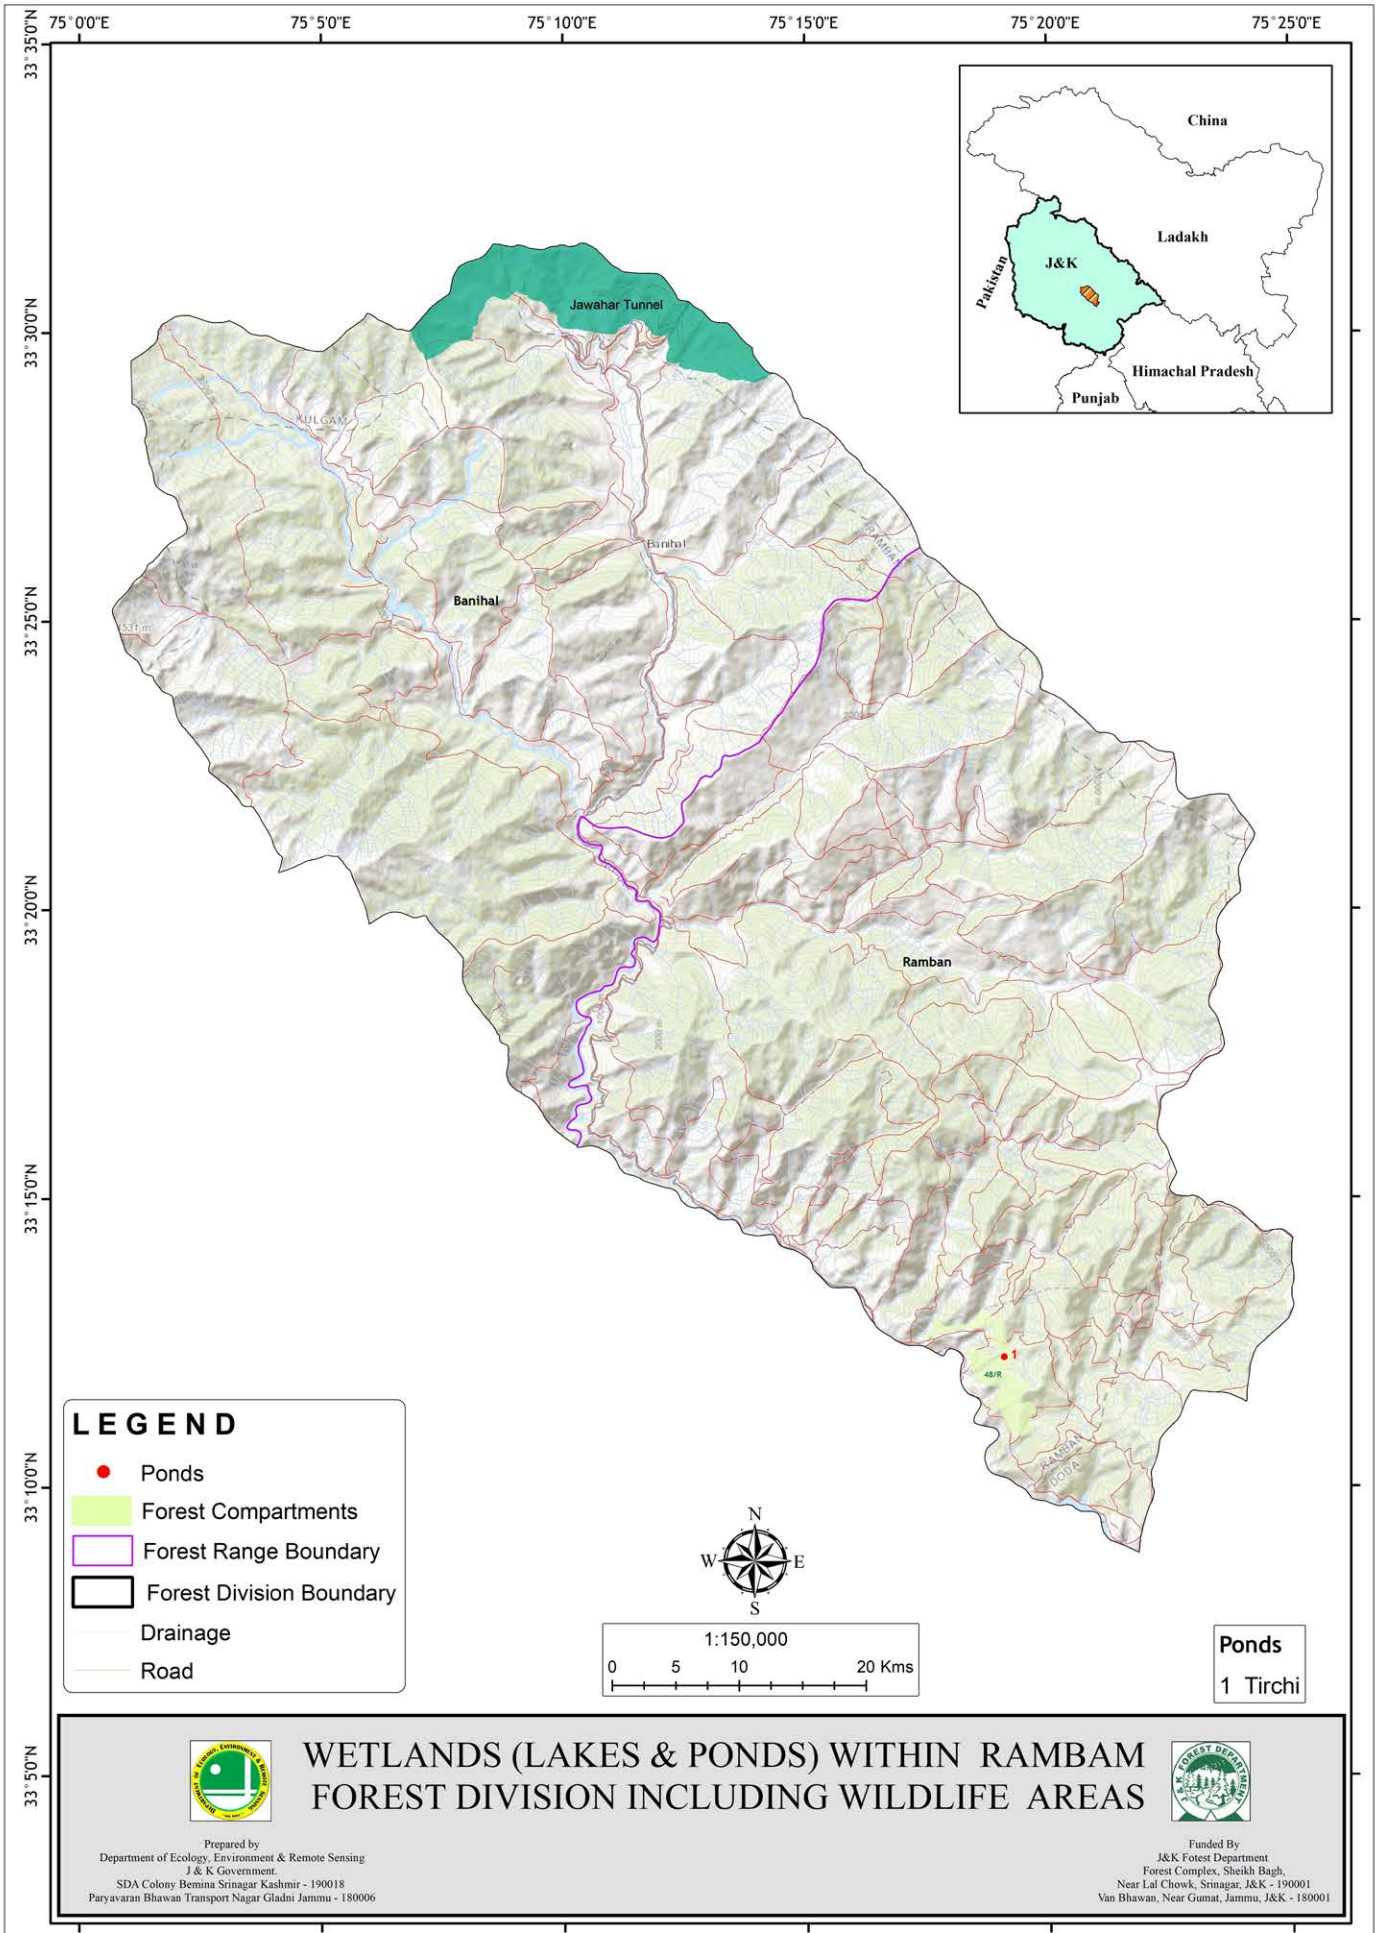 75°0'0"E 75°5'0"E 75°10'0"E 75°15'0"E 75°20'0"E 75°25'0"E
33°35'0"N
33°30'0"N
33°25'0"N
33°20'0"N
33°15'0"N
33°10'0"N
33°5'0"N
China
Ladakh
J&K
Pakistan
Himachal Pradesh
Punjab
Jawahar Tunnel
KULGAM
Banihal
Banihal
Ramban
2000 m
1
48/R
RAMBAN
DODA
LEGEND
Ponds
Forest Compartments
Forest Range Boundary
Forest Division Boundary
Drainage
Road
N
W E
S
1:150,000
0 5 10 20 Kms
Ponds
1 Tirchi
WETLANDS (LAKES & PONDS) WITHIN RAMBAM
FOREST DIVISION INCLUDING WILDLIFE AREAS
Prepared by
Department of Ecology, Environment & Remote Sensing
J & K Government.
SDA Colony Bemina Srinagar Kashmir - 190018
Paryavaran Bhawan Transport Nagar Gladni Jammu - 180006
J&K FOREST DEPARTMENT
Funded By
J&K Fotest Department
Forest Complex, Sheikh Bagh,
Near Lal Chowk, Srinagar, J&K - 190001
Van Bhawan, Near Gumat, Jammu, J&K - 180001